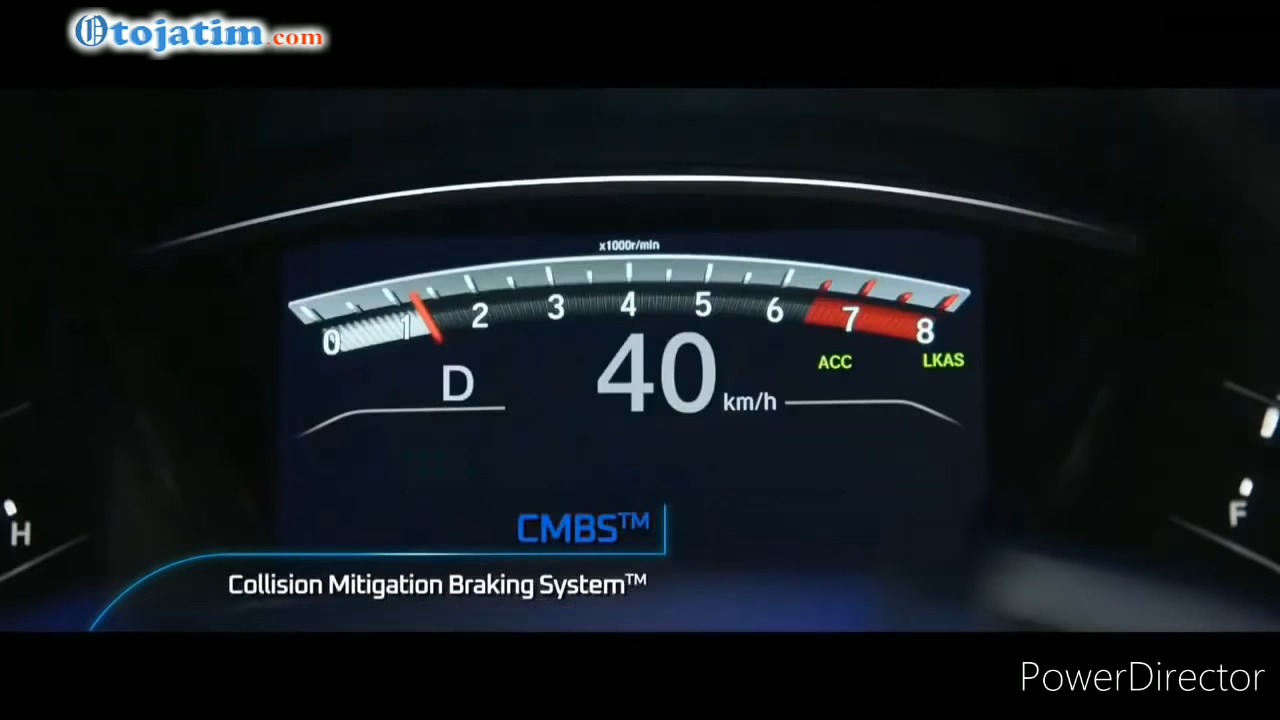 Otojatim.com
x1000r/min
0 1 2 3 4 5 6 7 8
ACC LKAS
D 40 km/h
H F
CMBS™
Collision Mitigation Braking System™
PowerDirector